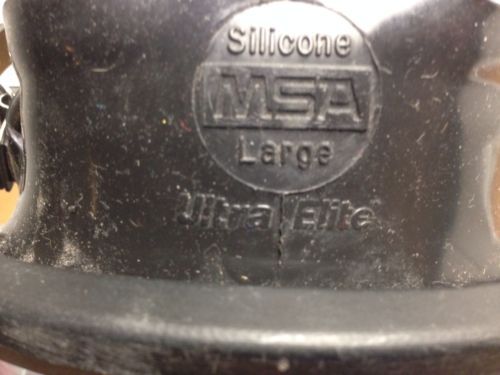 Silicone
MSA
Large
Ultra Elite